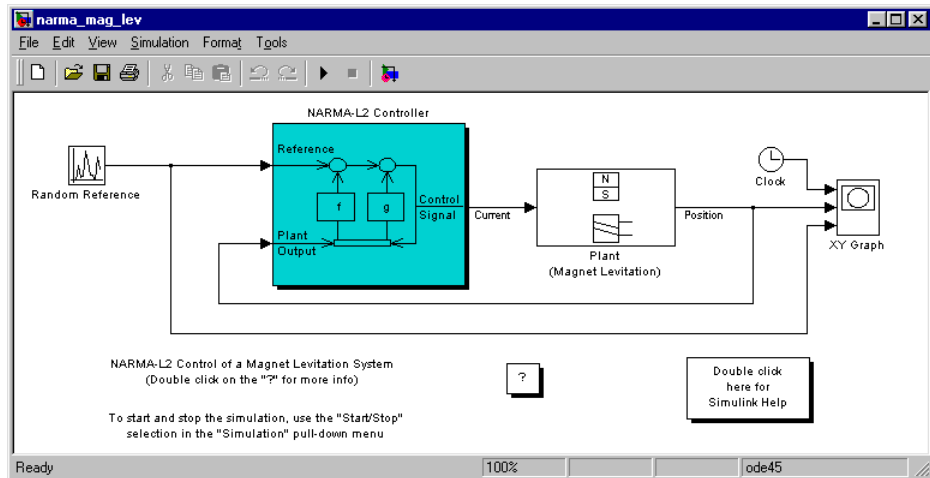 narma_mag_lev
File Edit View Simulation Format Tools
NARMA-L2 Controller
Reference
f
g
Control
Signal
Plant
Output
Random Reference
Current
N
S
Plant
(Magnet Levitation)
Position
Clock
XY Graph
NARMA-L2 Control of a Magnet Levitation System
(Double click on the "?" for more info)
?
Double click
here for
Simulink Help
To start and stop the simulation, use the "Start/Stop"
selection in the "Simulation" pull-down menu
Ready 100% ode45